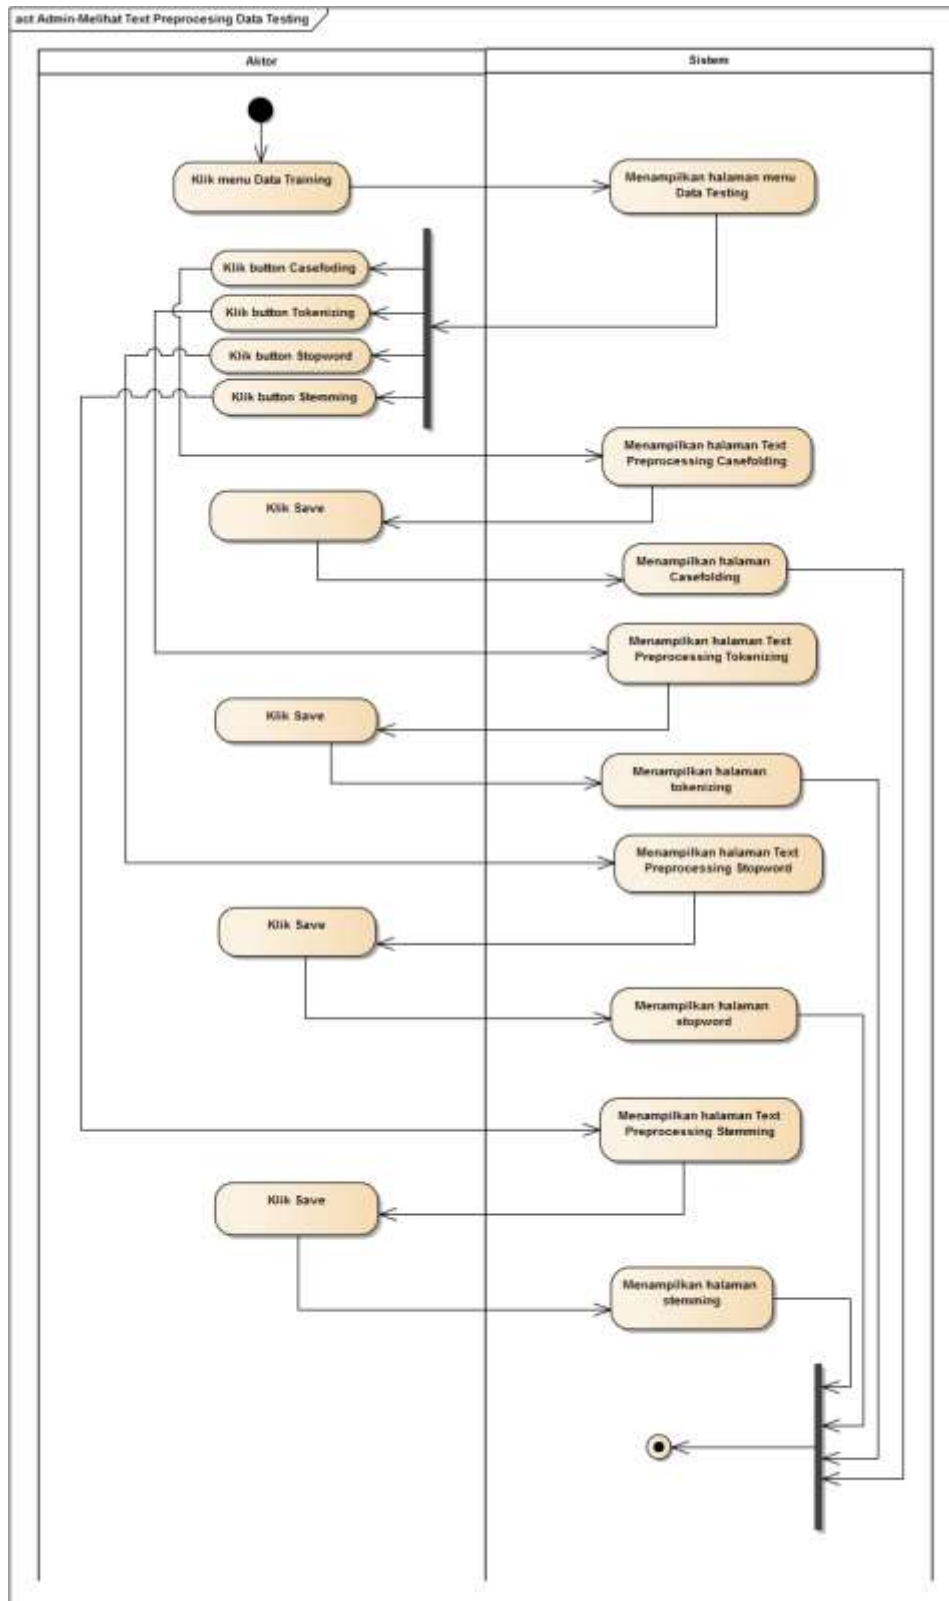 act Admin-Melihat Text Preprocesing Data Testing
Aktor
Sistem
Klik menu Data Training
Menampilkan halaman menu
Data Testing
Klik button Casefoding
Klik button Tokenizing
Klik button Stopword
Klik button Stemming
Menampilkan halaman Text
Preprocessing Casefolding
Klik Save
Menampilkan halaman
Casefolding
Menampilkan halaman Text
Preprocessing Tokenizing
Klik Save
Menampilkan halaman
tokenizing
Menampilkan halaman Text
Preprocessing Stopword
Klik Save
Menampilkan halaman
stopword
Menampilkan halaman Text
Preprocessing Stemming
Klik Save
Menampilkan halaman
stemming